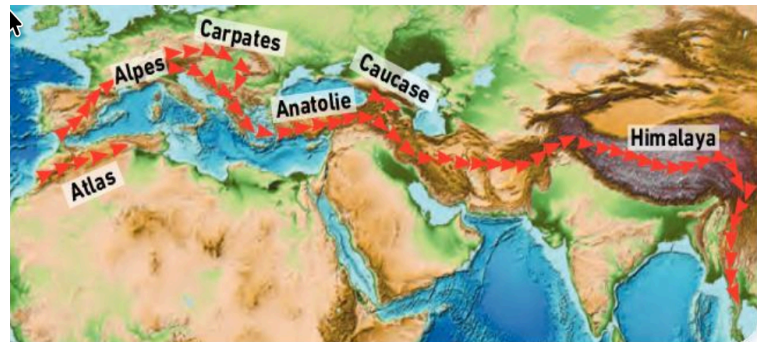 Carpates
Alpes
Caucase
Anatolie
Himalaya
Atlas